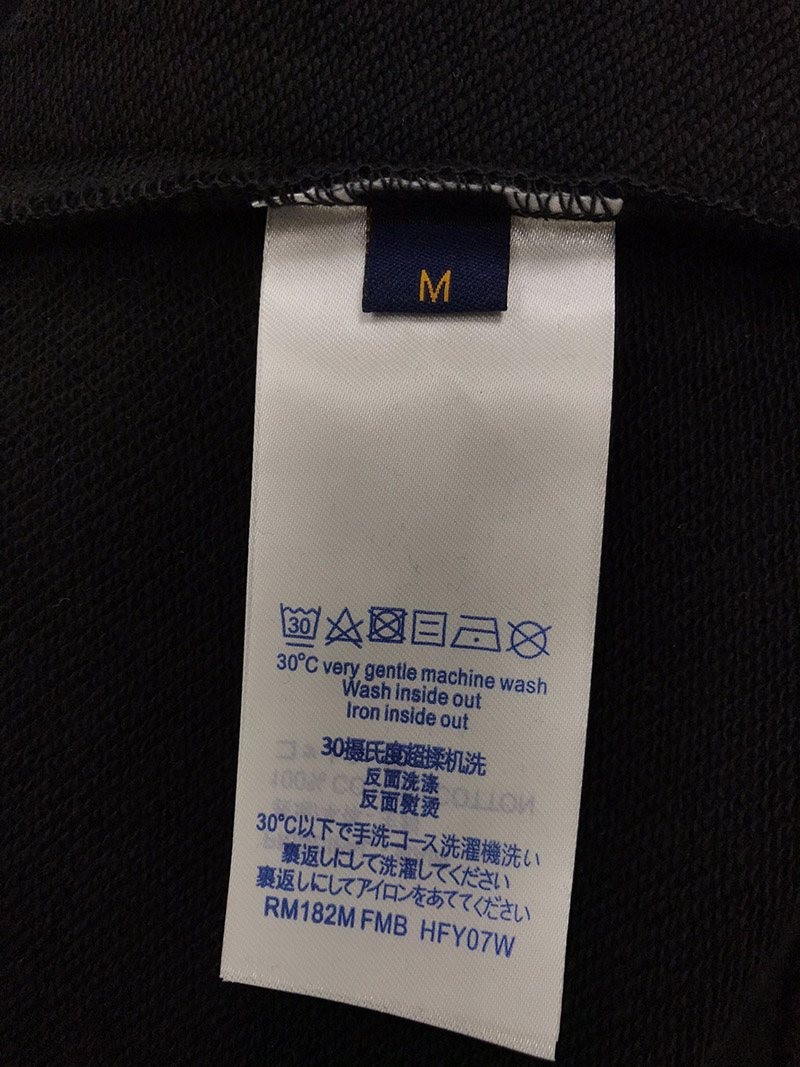 M
30
30°C very gentle machine wash
Wash inside out
Iron inside out
30摄氏度超揉机洗
反面洗涤
反面熨烫
30℃以下で手洗コース洗濯機洗い
裏返しにして洗濯してください
裏返しにしてアイロンをあててください
RM182M FMB HFY07W